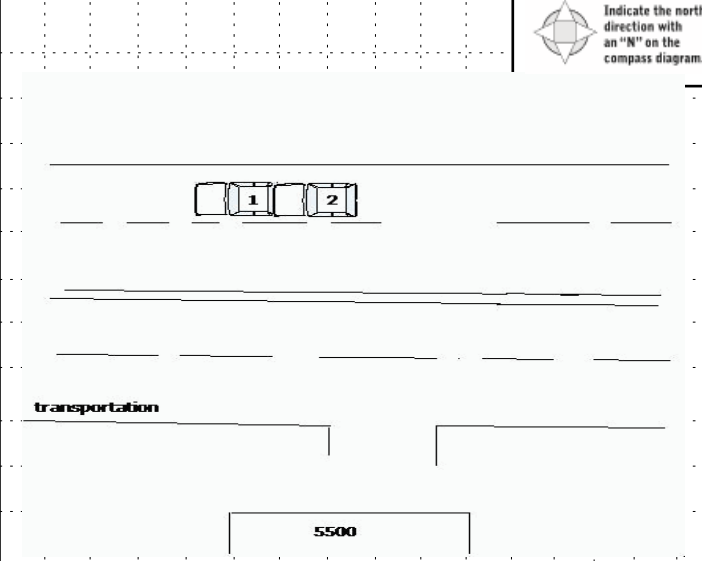 Indicate the north
direction with
an “N” on the
compass diagram.
1 2
transportation
5500